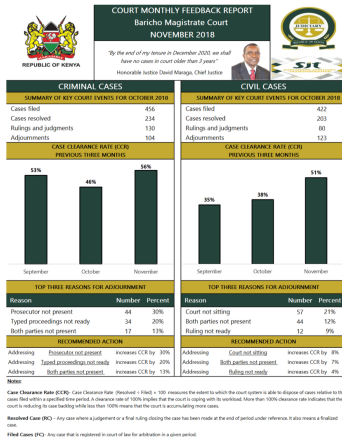 COURT MONTHLY FEEDBACK REPORT
Baricho Magistrate Court
NOVEMBER 2018
REPUBLIC OF KENYA
"By the end of my tenure in December 2020, we shall
have no cases in court older than 3 years"
Honorable Justice David Maraga, Chief Justice
JUDICIARY
SJT
CRIMINAL CASES
SUMMARY OF KEY COURT EVENTS FOR OCTOBER 2018
Cases filed 456
Cases resolved 234
Rulings and judgments 130
Adjournments 104
CASE CLEARANCE RATE (CCR)
PREVIOUS THREE MONTHS
53%
46%
56%
September October November
TOP THREE REASONS FOR ADJOURNMENT
Reason Number Percent
Prosecutor not present 44 30%
Typed proceedings not ready 34 20%
Both parties not present 17 13%
RECOMMENDED ACTION
Addressing Prosecutor not present increases CCR by 30%
Addressing Typed proceedings not ready increases CCR by 20%
Addressing Both parties not present increases CCR by 13%
CIVIL CASES
SUMMARY OF KEY COURT EVENTS FOR OCTOBER 2018
Cases filed 422
Cases resolved 203
Rulings and judgments 80
Adjournments 123
CASE CLEARANCE RATE (CCR)
PREVIOUS THREE MONTHS
35%
38%
51%
September October November
TOP THREE REASONS FOR ADJOURNMENT
Reason Number Percent
Court not sitting 57 21%
Both parties not present 44 12%
Ruling not ready 12 9%
RECOMMENDED ACTION
Addressing Court not sitting increases CCR by 8%
Addressing Both parties not present increases CCR by 7%
Addressing Ruling not ready increases CCR by 4%
Notes:
Case Clearance Rate (CCR)- Case Clearance Rate (Resolved ÷ Filed) × 100 measures the extent to which the court system is able to dispose of cases relative to th
cases filed within a specified time period. A clearance rate of 100% implies that the court is coping with its workload. More than 100% clearance rate indicates that the
court is reducing its case backlog while less than 100% means that the court is accumulating more cases.
Resolved Case (RC) - Any case where a judgement or a final ruling closing the case has been made at the end of period under reference. It also means a finalized
case.
Filed Cases (FC)- Any case that is registered in court of law for arbitration in a given period.